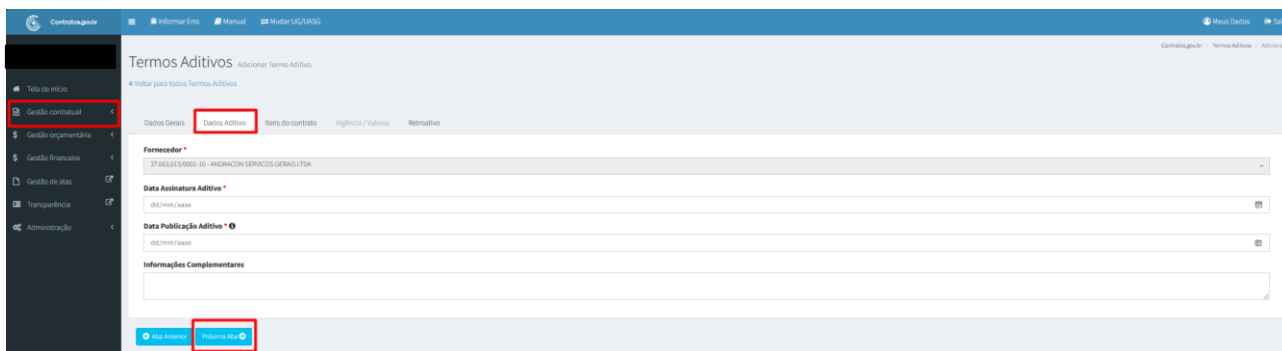 Contratos.gov.br
Informar Erro Manual Mudar UG/UASG
Meus Dados
Contratos.gov.br Termos Aditivos
Termos Aditivos Adicionar Termo Aditivo.
Voltar para todos Termos Aditivos
Tela de início
Gestão contratual
Gestão orçamentária
Gestão financeira
Gestão de atas
Transparência
Administração
Dados Gerais Dados Aditivo Itens do contrato Vigência / Valores Retroativo
Fornecedor *
37.063.013/0001-10 - ANDRACON SERVICOS GERAIS LTDA
Data Assinatura Aditivo *
dd/mm/aaaa
Data Publicação Aditivo *
dd/mm/aaaa
Informações Complementares
Aba Anterior Próxima Aba